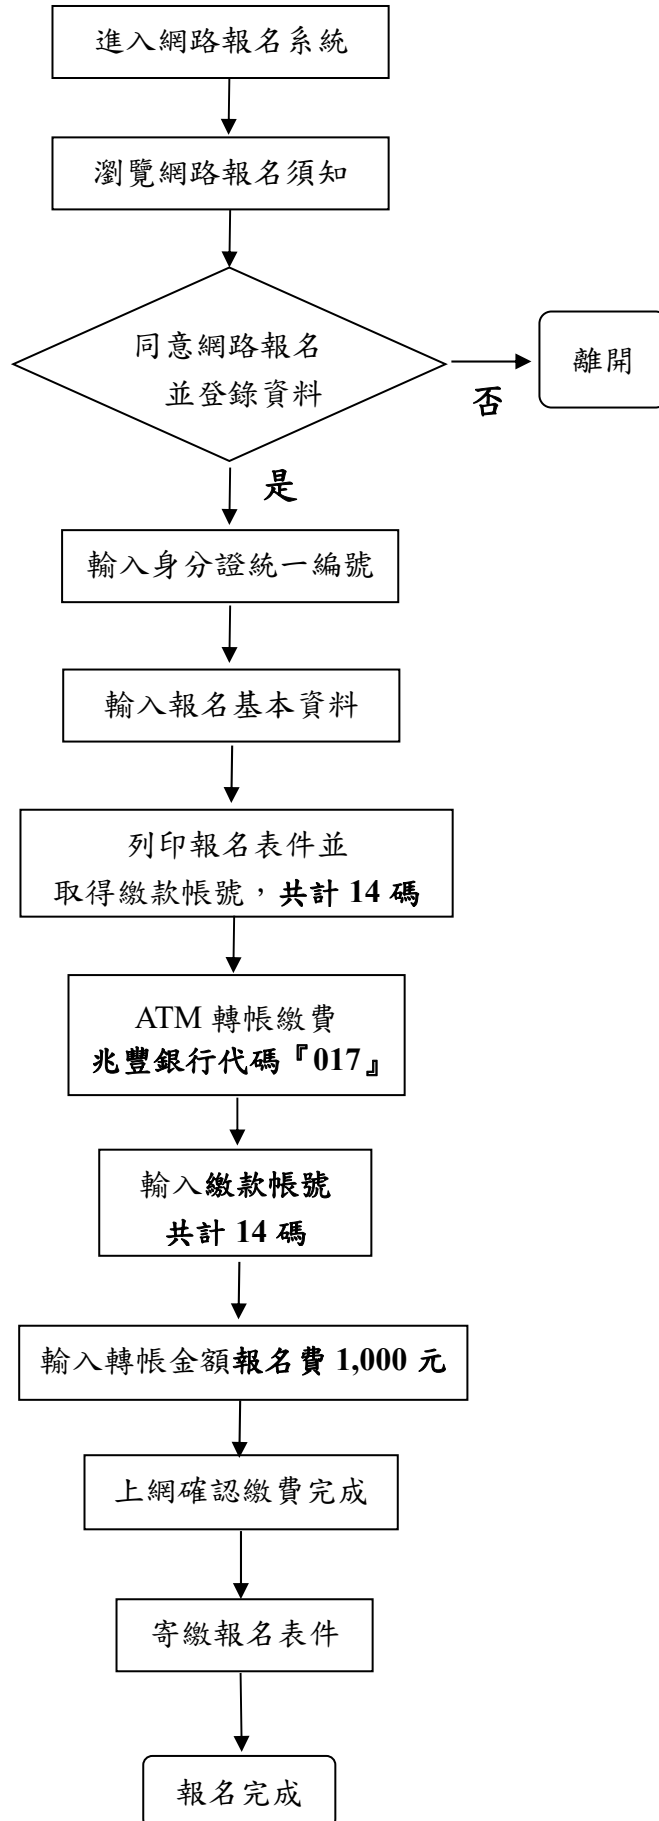 進入網路報名系統
瀏覽網路報名須知
同意網路報名
並登錄資料
離開
否
是
輸入身分證統一編號
輸入報名基本資料
列印報名表件並
取得繳款帳號，共計 14 碼
ATM 轉帳繳費
兆豐銀行代碼『017』
輸入繳款帳號
共計 14 碼
輸入轉帳金額報名費 1,000 元
上網確認繳費完成
寄繳報名表件
報名完成